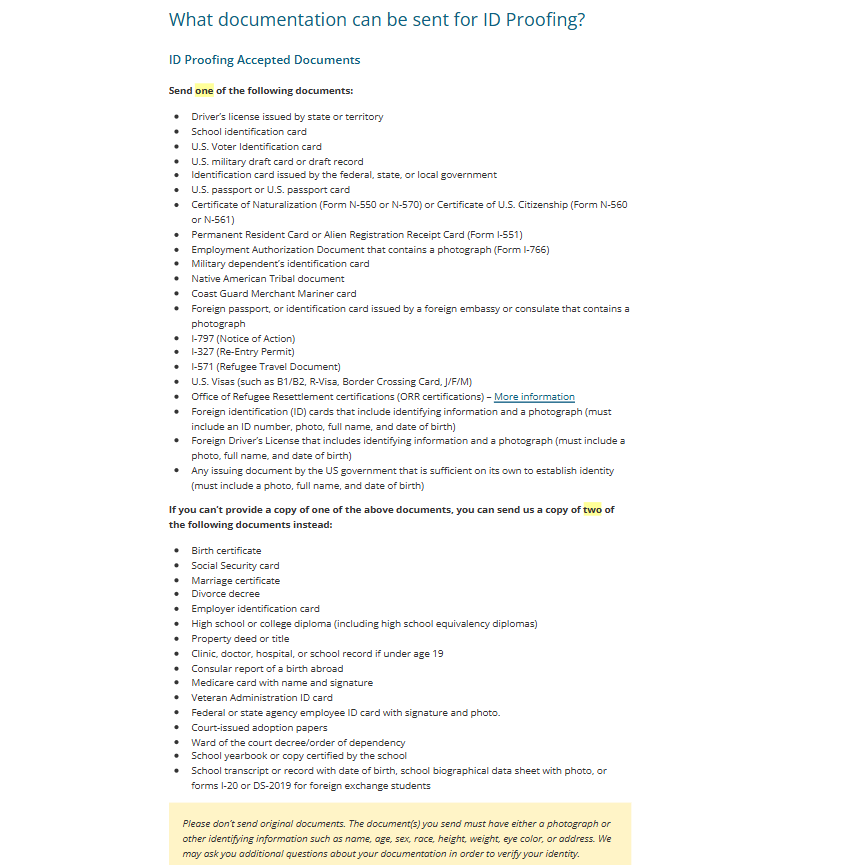 What documentation can be sent for ID Proofing?
ID Proofing Accepted Documents
Send one of the following documents:
• Driver's license issued by state or territory
• School identification card
• U.S. Voter Identification card
• U.S. military draft card or draft record
• Identification card issued by the federal, state, or local government
• U.S. passport or U.S. passport card
• Certificate of Naturalization (Form N-550 or N-570) or Certificate of U.S. Citizenship (Form N-560
or N-561)
• Permanent Resident Card or Alien Registration Receipt Card (Form I-551)
• Employment Authorization Document that contains a photograph (Form I-766)
• Military dependent's identification card
• Native American Tribal document
• Coast Guard Merchant Mariner card
• Foreign passport, or identification card issued by a foreign embassy or consulate that contains a
photograph
• I-797 (Notice of Action)
• I-327 (Re-Entry Permit)
• I-571 (Refugee Travel Document)
• U.S. Visas (such as B1/B2, R-Visa, Border Crossing Card, J/F/M)
• Office of Refugee Resettlement certifications (ORR certifications) – More information
• Foreign identification (ID) cards that include identifying information and a photograph (must
include an ID number, photo, full name, and date of birth)
• Foreign Driver's License that includes identifying information and a photograph (must include a
photo, full name, and date of birth)
• Any issuing document by the US government that is sufficient on its own to establish identity
(must include a photo, full name, and date of birth)
If you can't provide a copy of one of the above documents, you can send us a copy of two of
the following documents instead:
• Birth certificate
• Social Security card
• Marriage certificate
• Divorce decree
• Employer identification card
• High school or college diploma (including high school equivalency diplomas)
• Property deed or title
• Clinic, doctor, hospital, or school record if under age 19
• Consular report of a birth abroad
• Medicare card with name and signature
• Veteran Administration ID card
• Federal or state agency employee ID card with signature and photo.
• Court-issued adoption papers
• Ward of the court decree/order of dependency
• School yearbook or copy certified by the school
• School transcript or record with date of birth, school biographical data sheet with photo, or
forms I-20 or DS-2019 for foreign exchange students
Please don't send original documents. The document(s) you send must have either a photograph or
other identifying information such as name, age, sex, race, height, weight, eye color, or address. We
may ask you additional questions about your documentation in order to verify your identity.